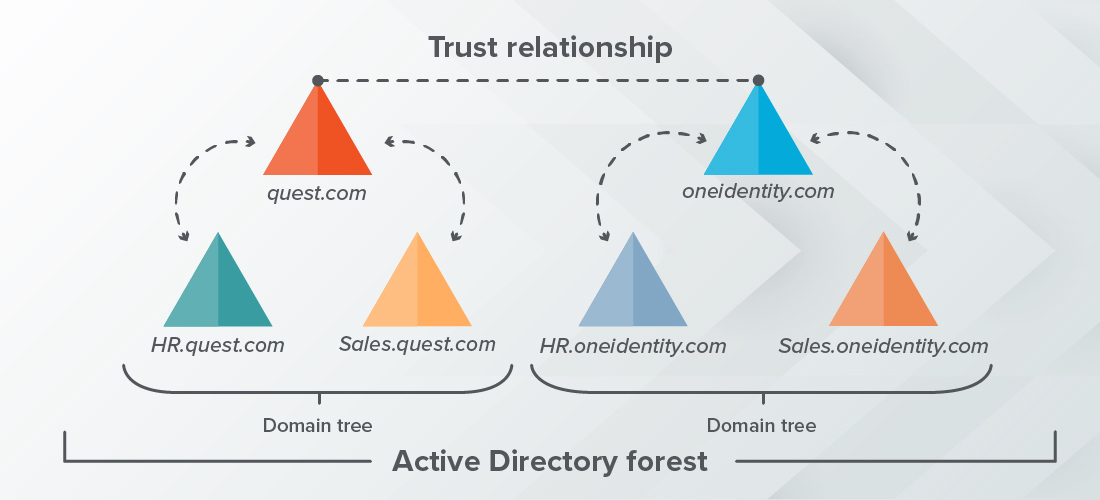 Trust relationship
quest.com
oneidentity.com
HR.quest.com
Sales.quest.com
HR.oneidentity.com
Sales.oneidentity.com
Domain tree
Domain tree
Active Directory forest